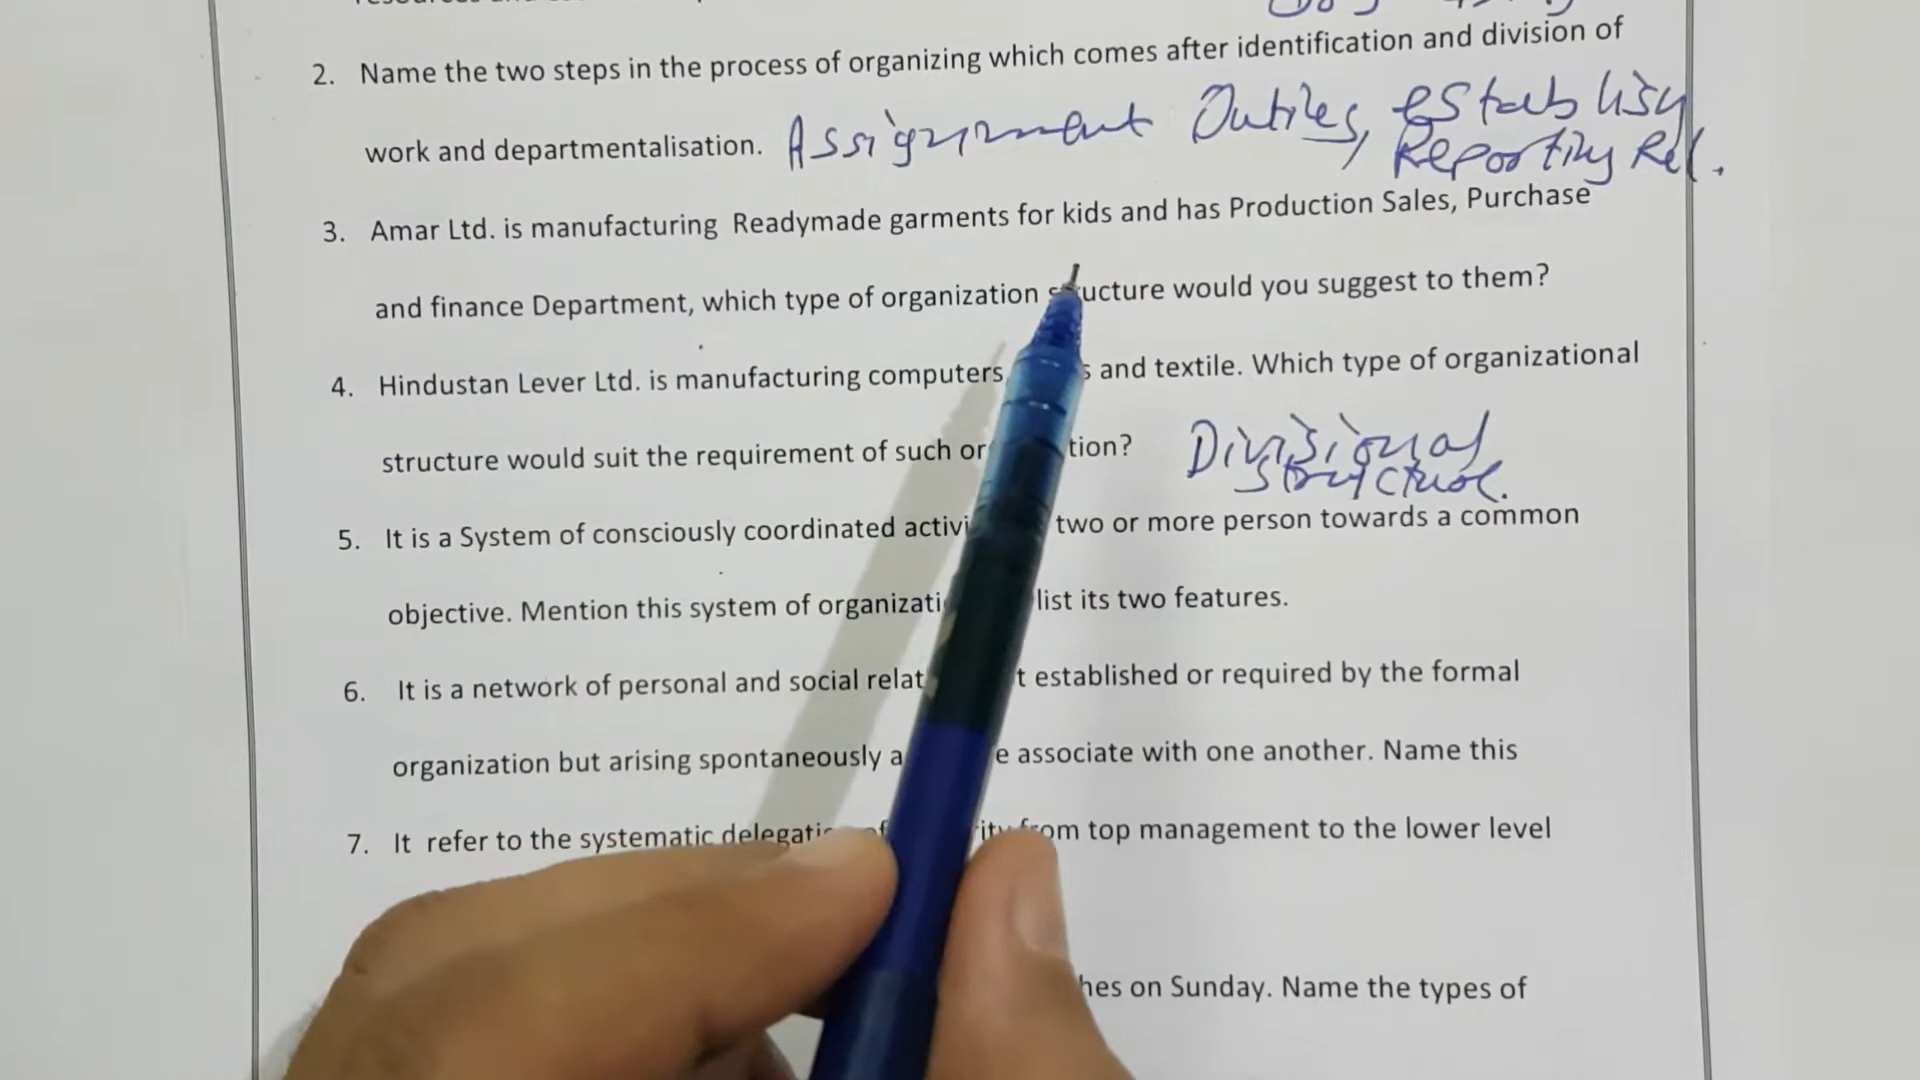 2. Name the two steps in the process of organizing which comes after identification and division of
work and departmentalisation. Assignment Dutires, establish
Reporting Rel.
3. Amar Ltd. is manufacturing Readymade garments for kids and has Production Sales, Purchase
and finance Department, which type of organization structure would you suggest to them?
4. Hindustan Lever Ltd. is manufacturing computers and textile. Which type of organizational
structure would suit the requirement of such tion? Divisional
structure.
5. It is a System of consciously coordinated activi two or more person towards a common
objective. Mention this system of organizati list its two features.
6. It is a network of personal and social relat t established or required by the formal
organization but arising spontaneously a e associate with one another. Name this
7. It refer to the systematic delegati from top management to the lower level
hes on Sunday. Name the types of